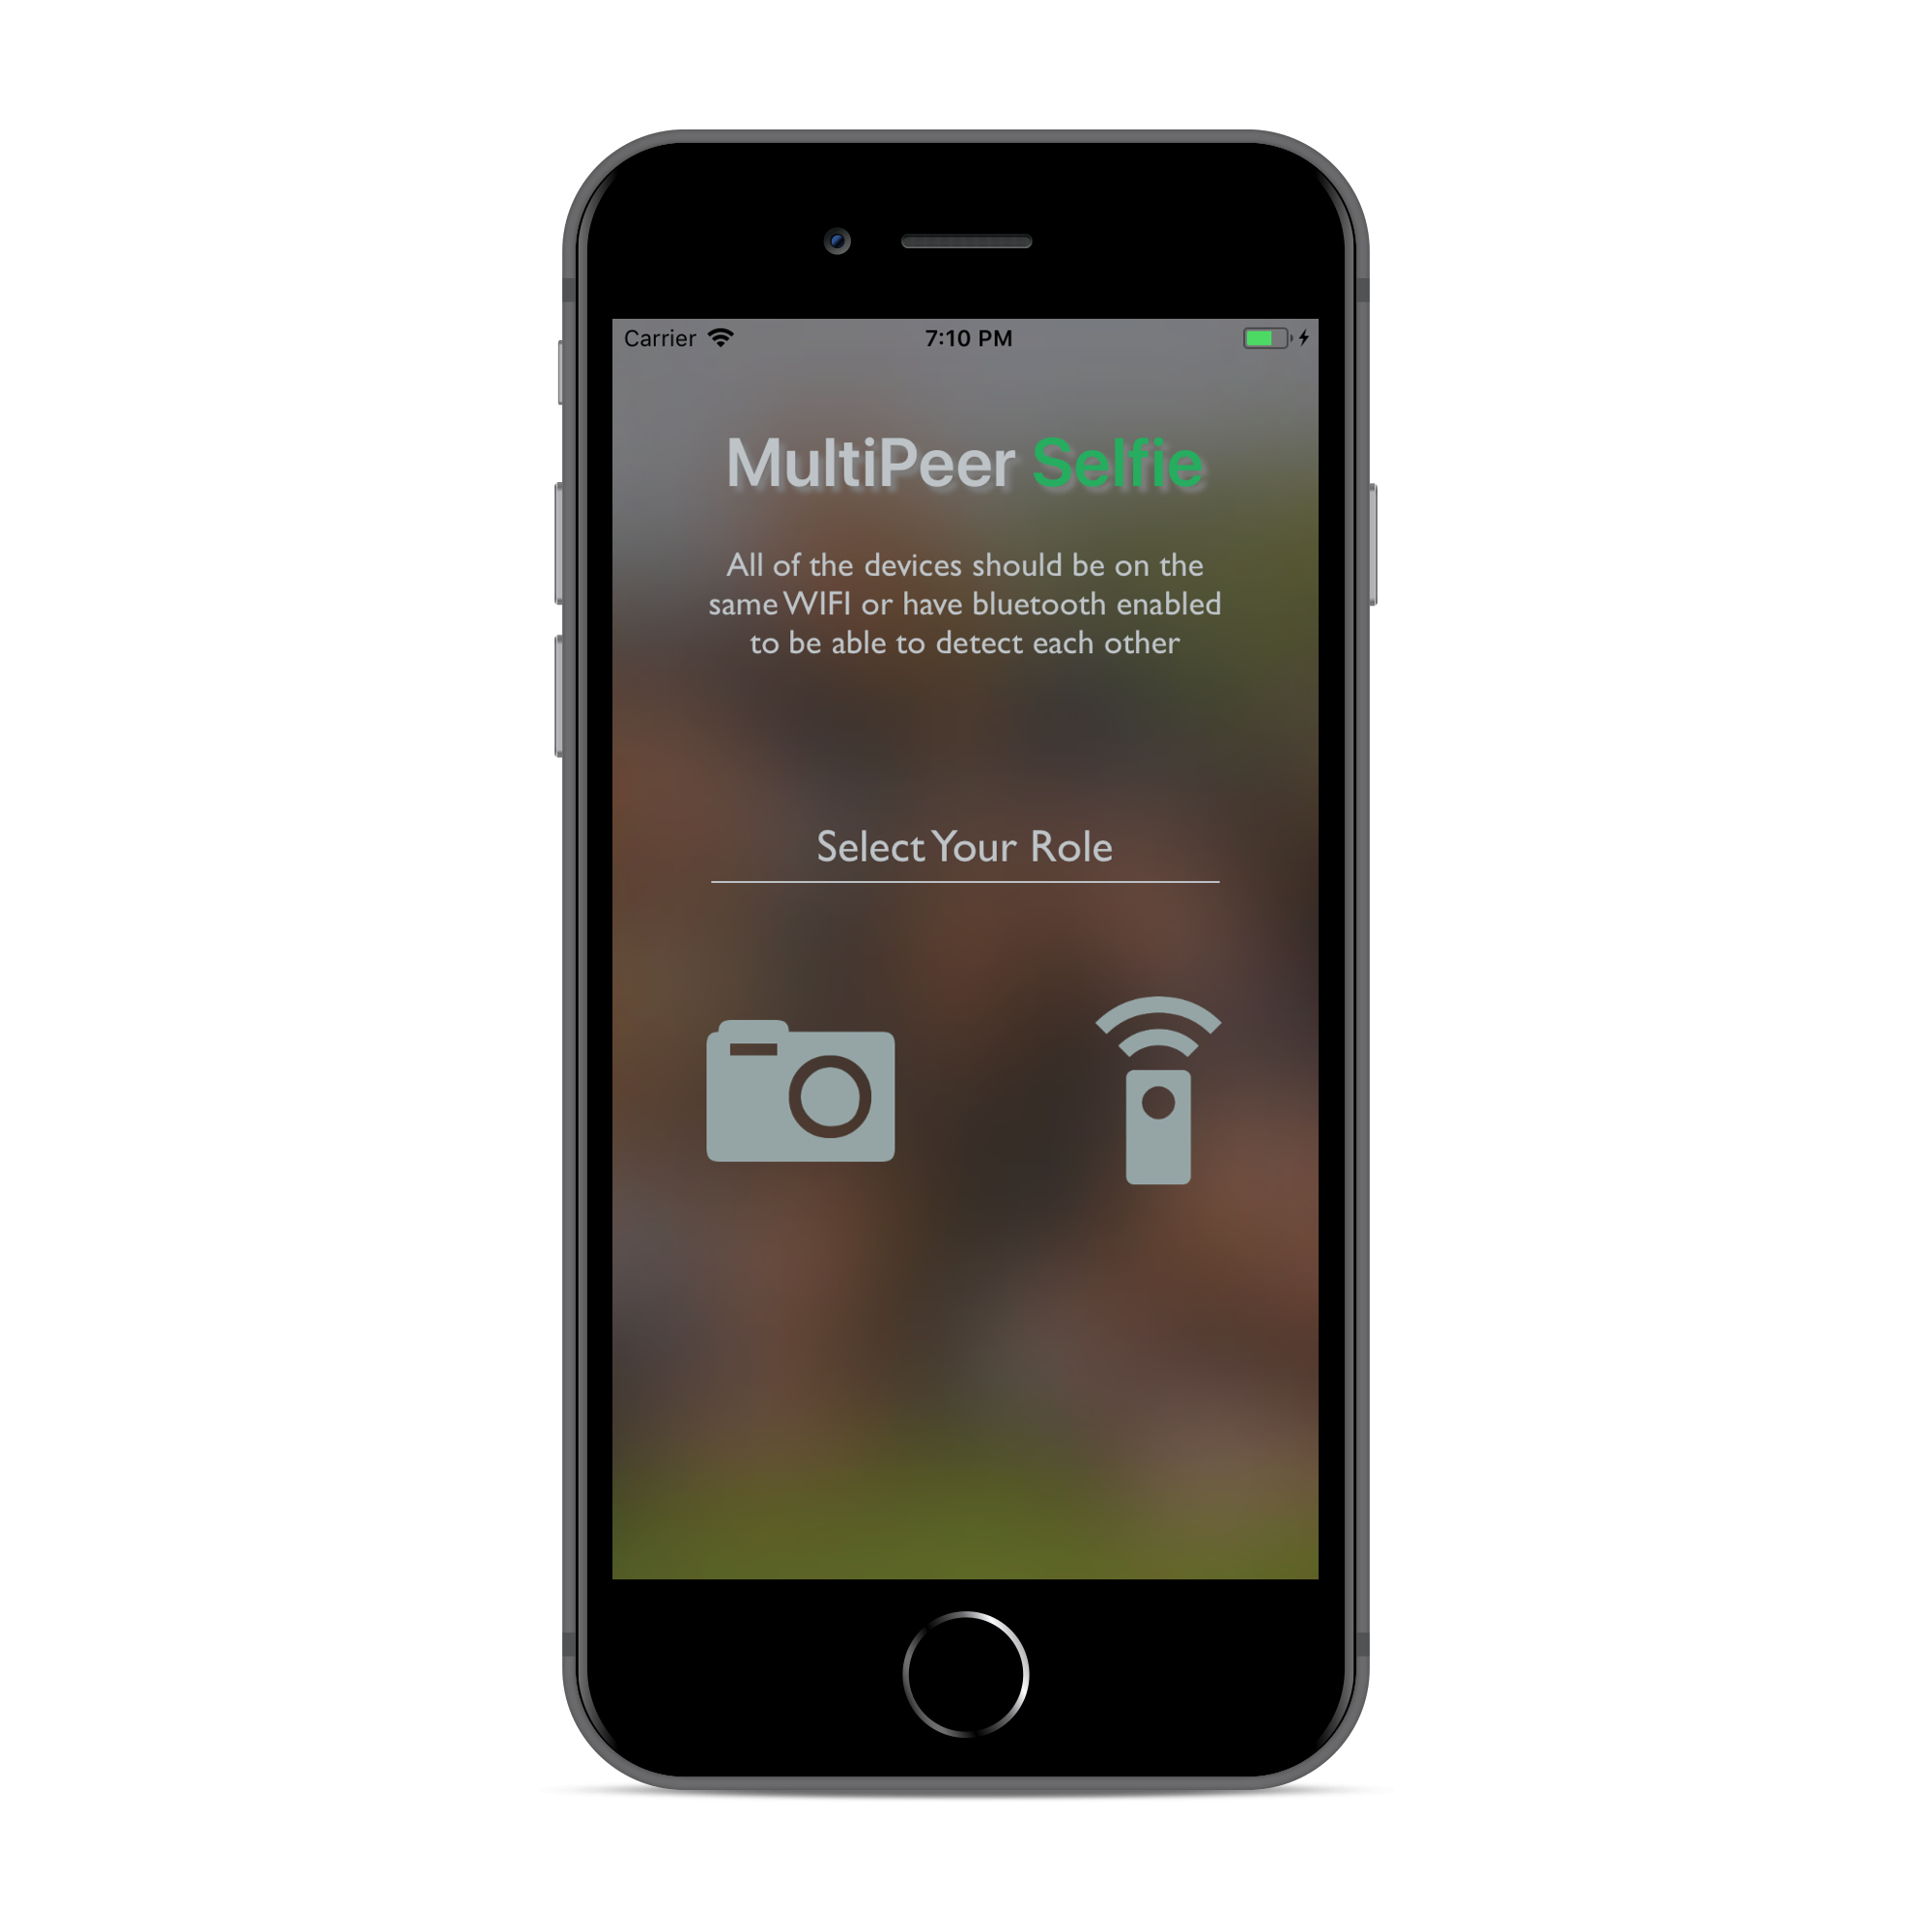 Carrier 7:10 PM
MultiPeer Selfie
All of the devices should be on the
same WIFI or have bluetooth enabled
to be able to detect each other
Select Your Role